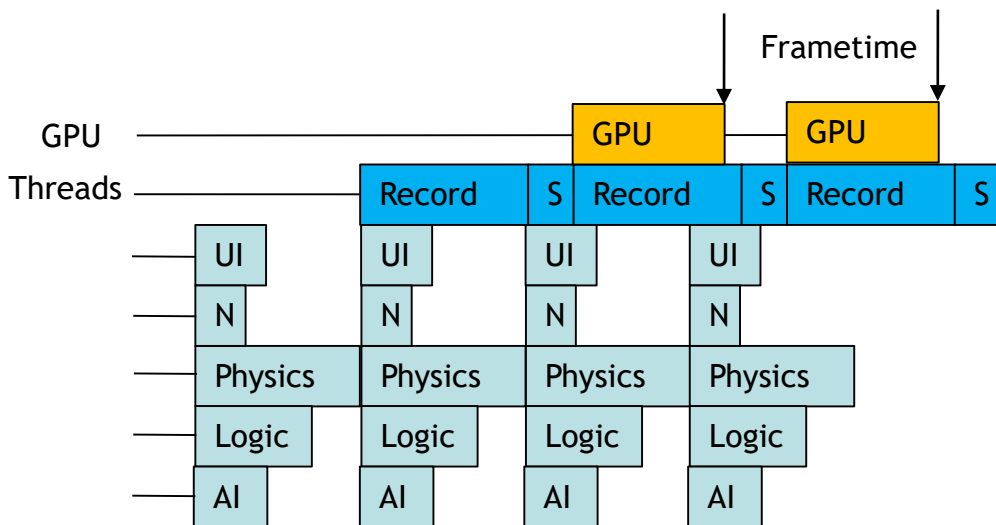 Frametime
GPU GPU GPU
Threads Record S Record S Record S
UI UI UI UI
N N N N
Physics Physics Physics Physics
Logic Logic Logic Logic
AI AI AI AI